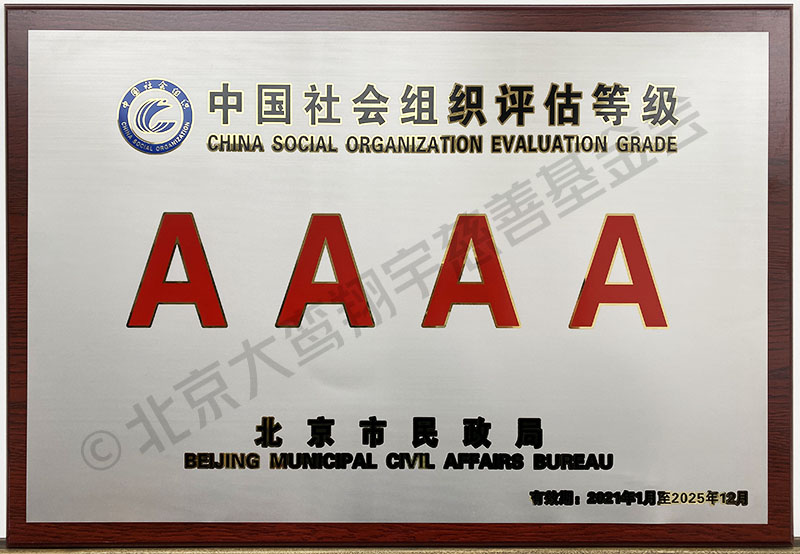 中国社会组织
CHINA SOCIAL ORGANIZATION
中国社会组织评估等级
CHINA SOCIAL ORGANIZATION EVALUATION GRADE
AAAA
© 北京大鸾翔宇慈善基金会
北京市民政局
BEIJING MUNICIPAL CIVIL AFFAIRS BUREAU
有效期：2021年1月至2025年12月